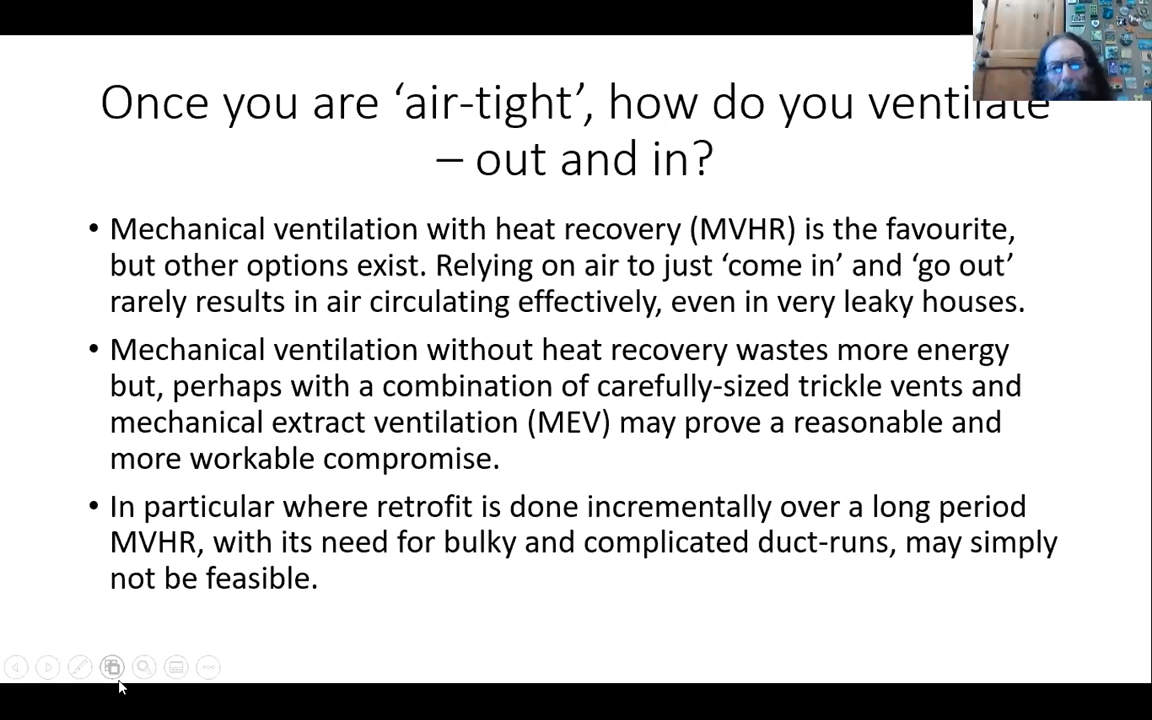 Once you are ‘air-tight’, how do you ventilate
– out and in?
• Mechanical ventilation with heat recovery (MVHR) is the favourite,
but other options exist. Relying on air to just ‘come in’ and ‘go out’
rarely results in air circulating effectively, even in very leaky houses.
• Mechanical ventilation without heat recovery wastes more energy
but, perhaps with a combination of carefully-sized trickle vents and
mechanical extract ventilation (MEV) may prove a reasonable and
more workable compromise.
• In particular where retrofit is done incrementally over a long period
MVHR, with its need for bulky and complicated duct-runs, may simply
not be feasible.